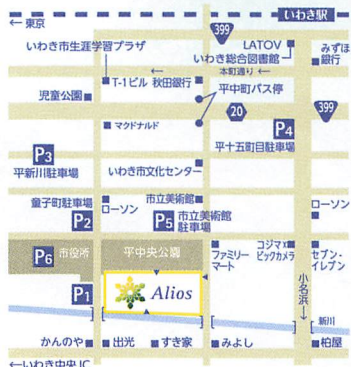 ← 東京
いわき駅
399
いわき市生涯学習プラザ
LATOV
いわき総合図書館
みずほ
銀行
← 本町通り ←
T-1ビル
秋田銀行
児童公園
平中町バス停
20
399
マクドナルド
P4
平十五町目駐車場
P3
平新川駐車場
いわき市文化センター
童子町駐車場
P2
ローソン
市立美術館
P5
市立美術館
駐車場
ローソン
P6
市役所
平中央公園
ファミリー
マート
コジマ×
ビックカメラ
セブン-
イレブン
P1
Alios
小名浜→
新川
かんのや
出光
すき家
みよし
柏屋
←いわき中央JC